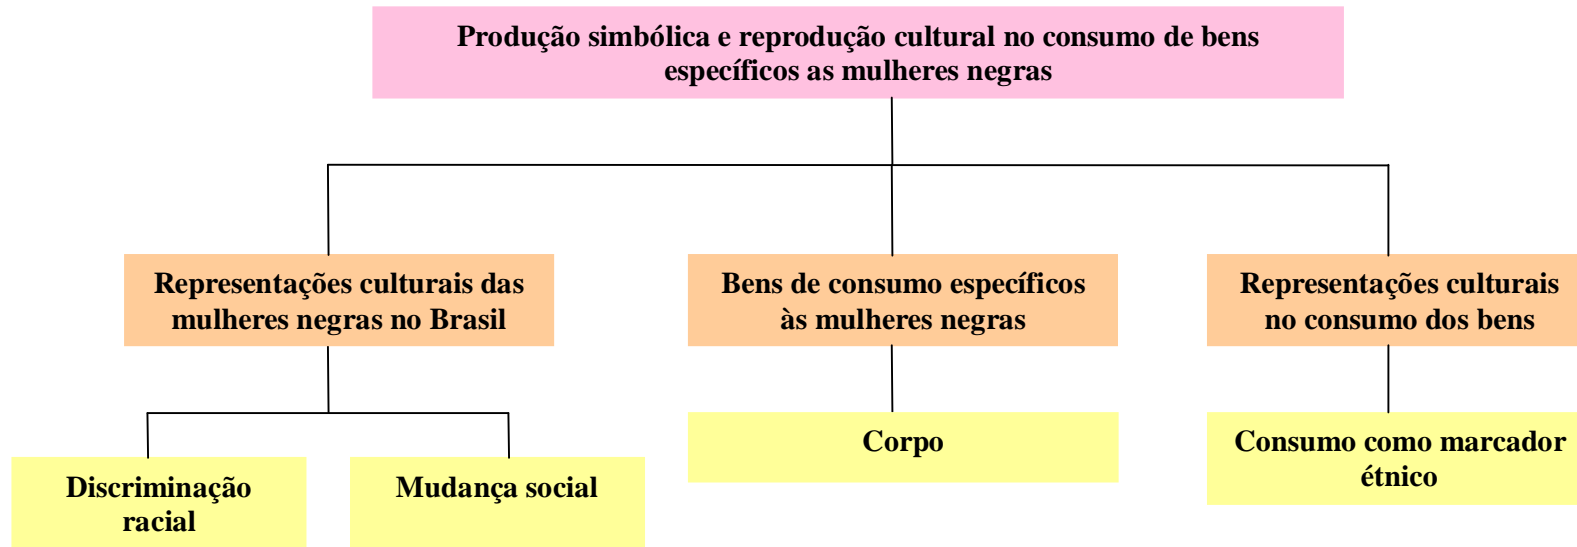 Produção simbólica e reprodução cultural no consumo de bens
específicos as mulheres negras
Representações culturais das
mulheres negras no Brasil
Bens de consumo específicos
às mulheres negras
Representações culturais
no consumo dos bens
Discriminação
racial
Mudança social
Corpo
Consumo como marcador
étnico